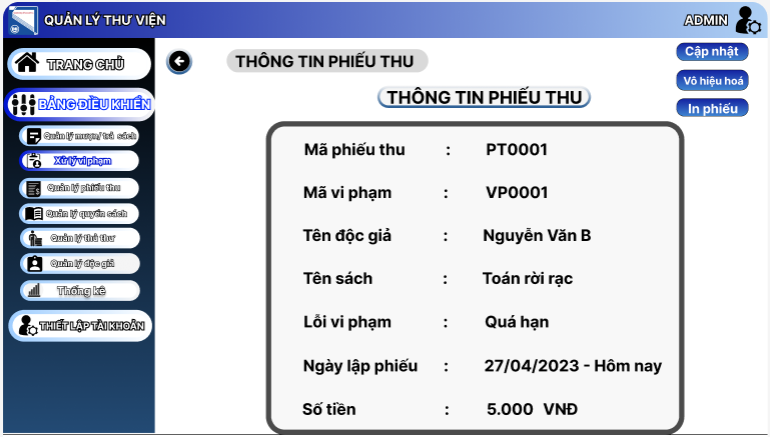 QUẢN LÝ THƯ VIỆN
ADMIN
TRANG CHỦ
BẢNG ĐIỀU KHIỂN
Quản lý mượn/ trả sách
Xử lý vi phạm
Quản lý phiếu thu
Quản lý quyển sách
Quản lý thủ thư
Quản lý độc giả
Thống kê
THIẾT LẬP TÀI KHOẢN
THÔNG TIN PHIẾU THU
Cập nhật
Vô hiệu hoá
In phiếu
THÔNG TIN PHIẾU THU
Mã phiếu thu : PT0001
Mã vi phạm : VP0001
Tên độc giả : Nguyễn Văn B
Tên sách : Toán rời rạc
Lỗi vi phạm : Quá hạn
Ngày lập phiếu : 27/04/2023 - Hôm nay
Số tiền : 5.000 VNĐ